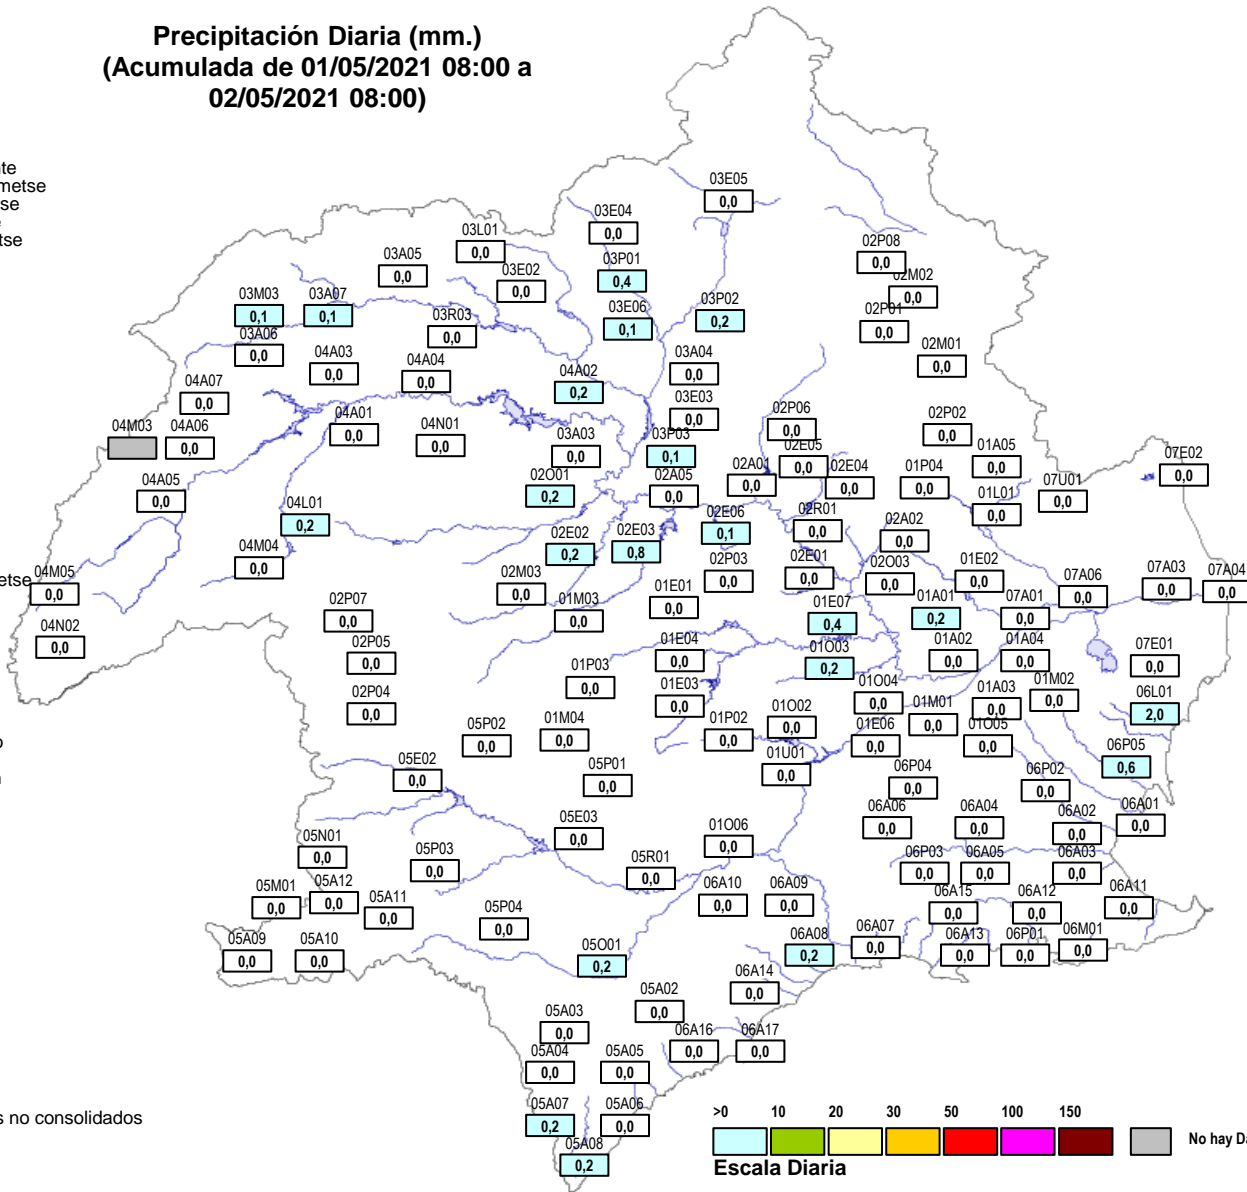 Precipitación Diaria (mm.)
(Acumulada de 01/05/2021 08:00 a
02/05/2021 08:00)
03E05
0,0
03E04
0,0
03L01
0,0
03A05
0,0
03E02
0,0
03P01
0,4
02P08
0,0
02M02
0,0
03M03
0,1
03A07
0,1
03R03
0,0
03E06
0,1
03P02
0,2
02P01
0,0
03A06
0,0
04A03
0,0
04A04
0,0
03A04
0,0
02M01
0,0
04A07
0,0
04A02
0,2
03E03
0,0
04M03
04A06
0,0
04A01
0,0
04N01
0,0
03A03
0,0
03P03
0,1
02P06
0,0
02P02
0,0
02E05
0,0
01A05
0,0
07E02
0,0
04A05
0,0
02O01
0,2
02A05
0,0
02A01
0,0
02E04
0,0
01P04
0,0
07U01
0,0
04L01
0,2
01L01
0,0
02E02
0,2
02E03
0,8
02E06
0,1
02R01
0,0
02A02
0,0
04M04
0,0
04M05
0,0
02M03
0,0
01M03
0,0
01E01
0,0
02P03
0,0
02E01
0,0
02O03
0,0
01E02
0,0
07A06
0,0
07A03
0,0
07A04
0,0
02P07
0,0
01E07
0,4
01A01
0,2
07A01
0,0
04N02
0,0
02P05
0,0
01E04
0,0
01O03
0,2
01A02
0,0
01A04
0,0
07E01
0,0
02P04
0,0
01P03
0,0
01E03
0,0
01O04
0,0
01A03
0,0
01M02
0,0
06L01
2,0
05P02
0,0
01M04
0,0
01P02
0,0
01O02
0,0
01E06
0,0
01M01
0,0
01O05
0,0
06P05
0,6
05E02
0,0
05P01
0,0
01U01
0,0
06P04
0,0
06P02
0,0
05E03
0,0
01O06
0,0
06A06
0,0
06A04
0,0
06A02
0,0
06A01
0,0
05N01
0,0
05P03
0,0
05R01
0,0
06P03
0,0
06A05
0,0
06A03
0,0
05M01
0,0
05A12
0,0
05A11
0,0
05P04
0,0
06A10
0,0
06A09
0,0
06A15
0,0
06A12
0,0
06A11
0,0
05A09
0,0
05A10
0,0
05O01
0,2
06A08
0,2
06A07
0,0
06A13
0,0
06P01
0,0
06M01
0,0
05A03
0,0
05A02
0,0
06A14
0,0
05A04
0,0
05A05
0,0
06A16
0,0
06A17
0,0
05A07
0,2
05A06
0,0
05A08
0,2
s no consolidados
>0 10 20 30 50 100 150
No hay Da
Escala Diaria